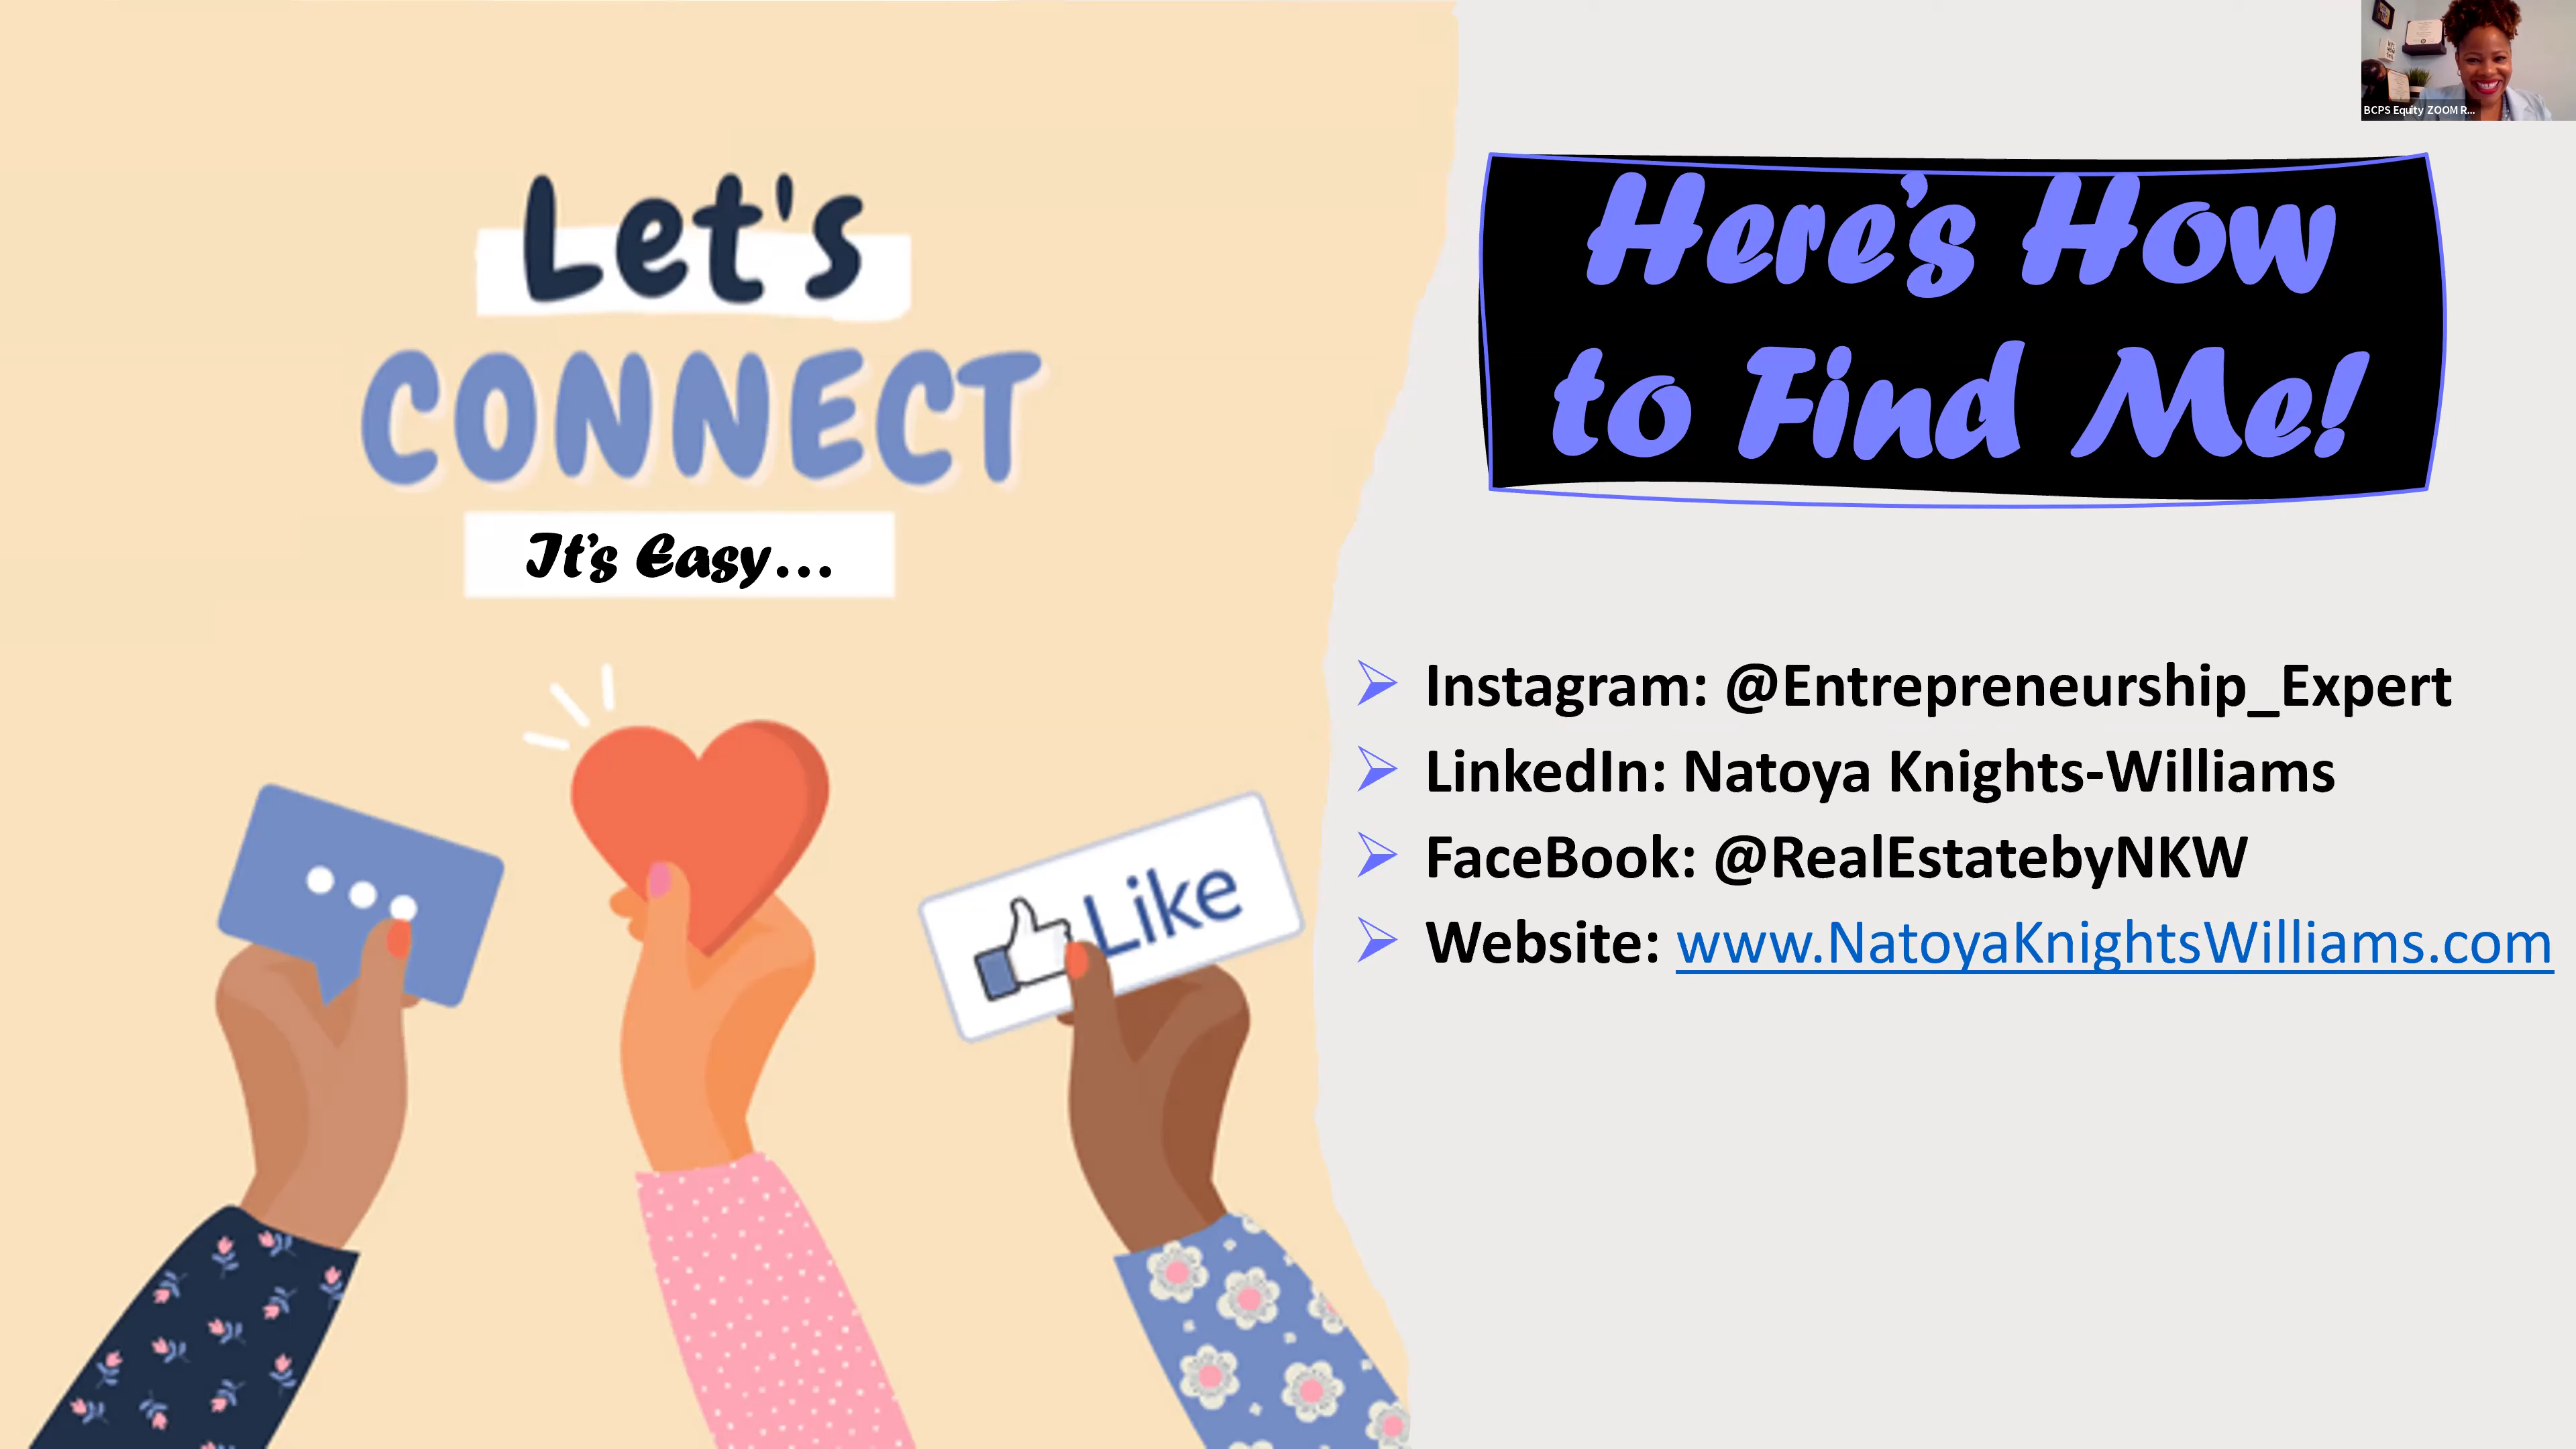 Let's
CONNECT
It's Easy...
Like
BCPS Equity ZOOM R...
Here's How
to Find Me!
Instagram: @Entrepreneurship_Expert
LinkedIn: Natoya Knights-Williams
FaceBook: @RealEstatebyNKW
Website: www.NatoyaKnightsWilliams.com